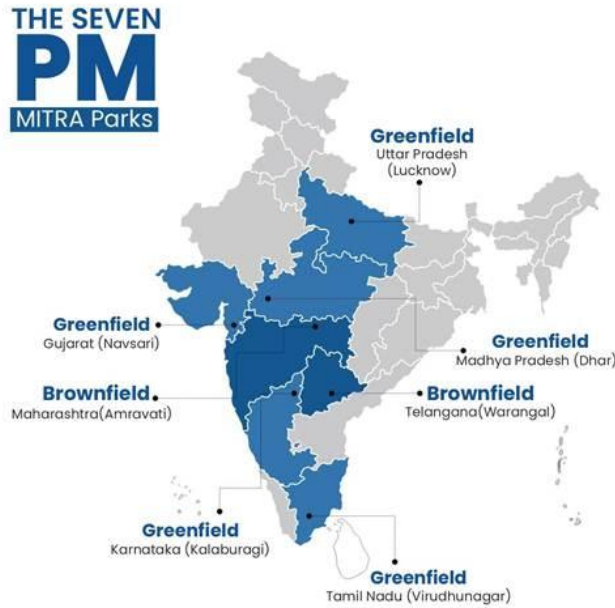 THE SEVEN
PM
MITRA Parks
Greenfield
Uttar Pradesh
(Lucknow)
Greenfield
Gujarat (Navsari)
Greenfield
Madhya Pradesh (Dhar)
Brownfield
Maharashtra(Amravati)
Brownfield
Telangana(Warangal)
Greenfield
Karnataka (Kalaburagi)
Greenfield
Tamil Nadu (Virudhunagar)